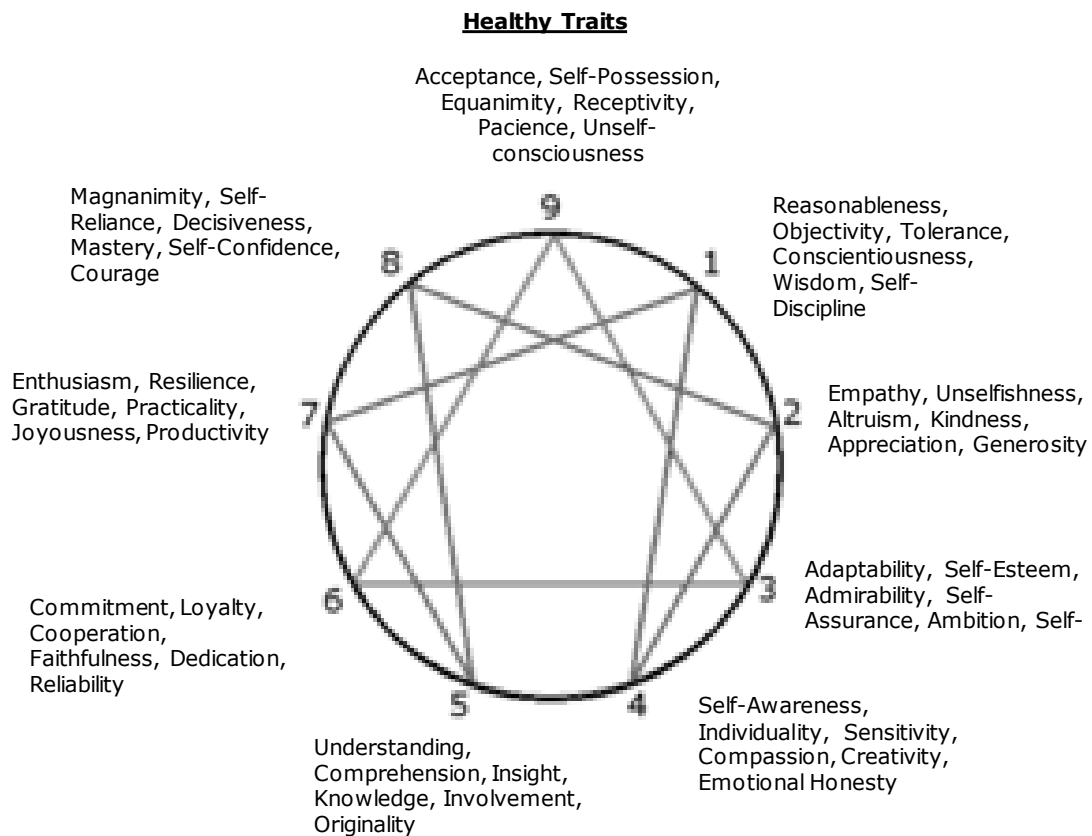 Healthy Traits
Acceptance, Self-Possession,
Equanimity, Receptivity,
Pacience, Unself-
consciousness
9
Magnanimity, Self-
Reliance, Decisiveness,
Mastery, Self-Confidence,
Courage
8
1
Reasonableness,
Objectivity, Tolerance,
Conscientiousness,
Wisdom, Self-
Discipline
Enthusiasm, Resilience,
Gratitude, Practicality,
Joyousness, Productivity
7
2
Empathy, Unselfishness,
Altruism, Kindness,
Appreciation, Generosity
6
3
Adaptability, Self-Esteem,
Admirability, Self-
Assurance, Ambition, Self-
Commitment, Loyalty,
Cooperation,
Faithfulness, Dedication,
Reliability
5
4
Self-Awareness,
Individuality, Sensitivity,
Compassion, Creativity,
Emotional Honesty
Understanding,
Comprehension, Insight,
Knowledge, Involvement,
Originality